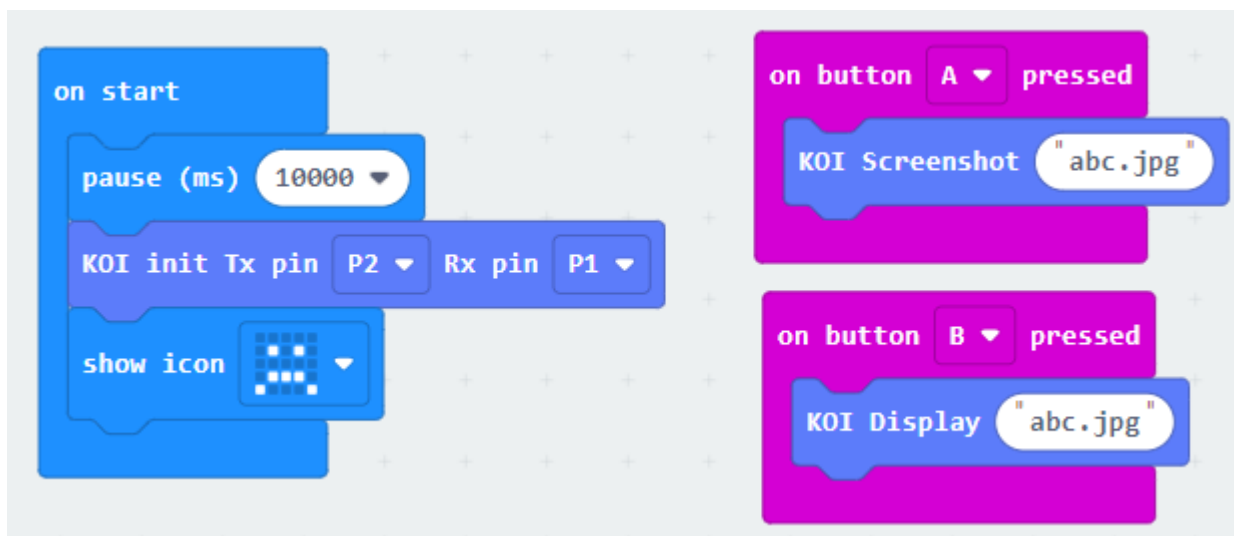 on start
pause (ms) 10000
KOI init Tx pin P2 Rx pin P1
show icon
on button A pressed
KOI Screenshot "abc.jpg"
on button B pressed
KOI Display "abc.jpg"